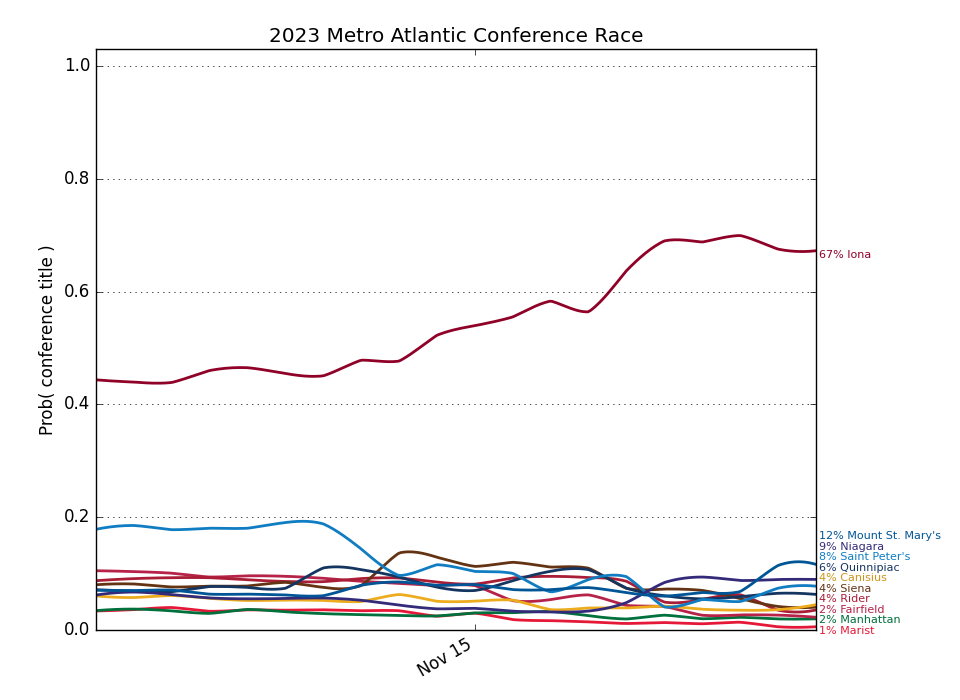 2023 Metro Atlantic Conference Race
1.0
0.8
0.6
0.4
0.2
0.0
Prob( conference title )
Nov 15
67% Iona
12% Mount St. Mary's
9% Niagara
8% Saint Peter's
6% Quinnipiac
4% Canisius
4% Siena
4% Rider
2% Fairfield
2% Manhattan
1% Marist